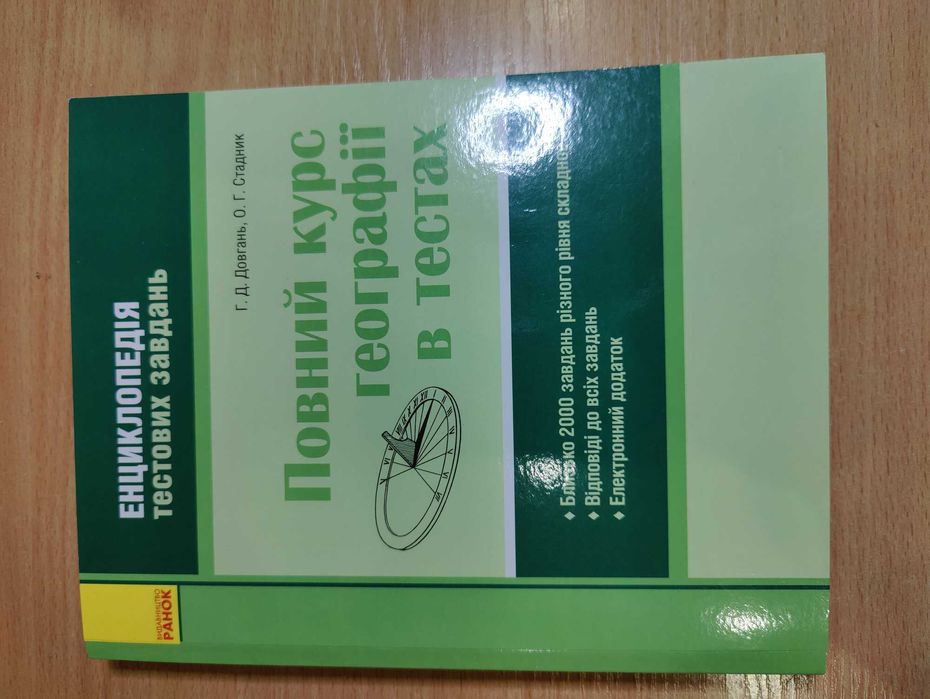 ЕНЦИКЛОПЕДІЯ
тестових завдань
Г. Д. Довгань, О. Г. Стадник
Повний курс
географії
в тестах
♦ Близько 2000 завдань різного рівня складності
♦ Відповіді до всіх завдань
♦ Електронний додаток
ВИДАВНИЦТВО
РАНОК